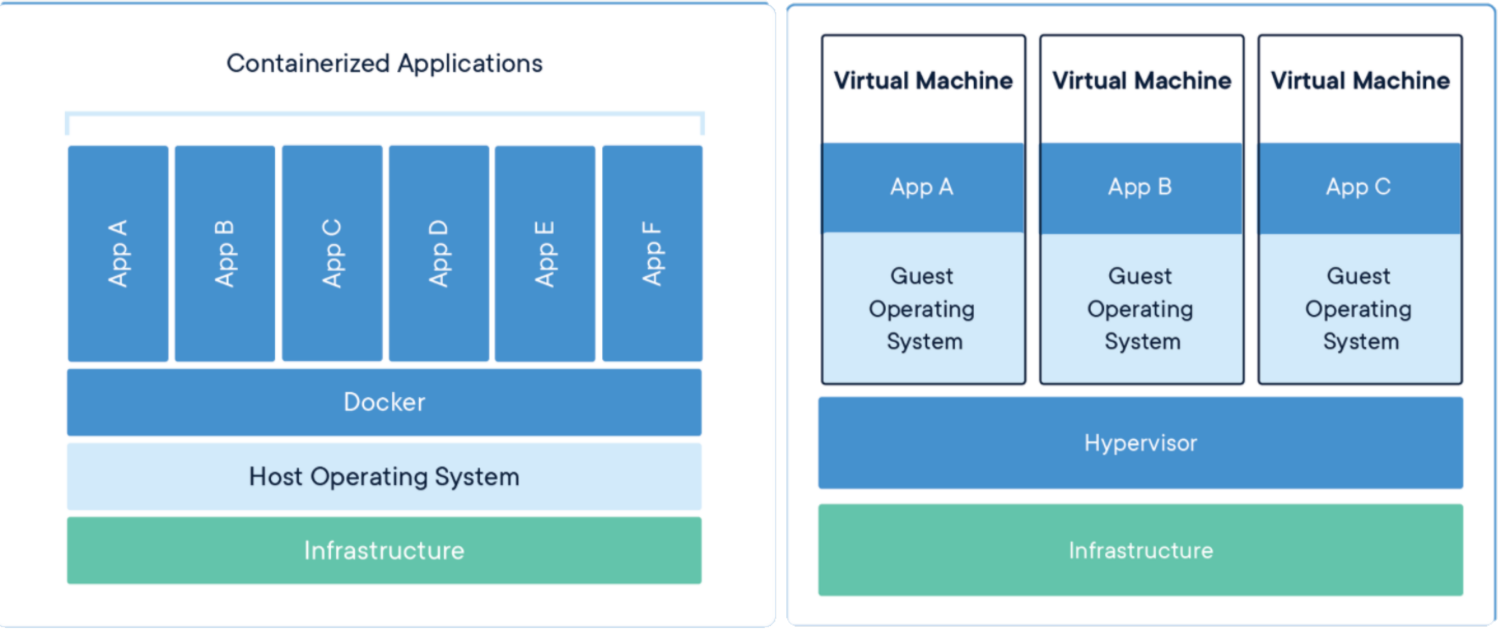 Containerized Applications
App A
App B
App C
App D
App E
App F
Docker
Host Operating System
Infrastructure
Virtual Machine
App A
Guest
Operating
System
Virtual Machine
App B
Guest
Operating
System
Virtual Machine
App C
Guest
Operating
System
Hypervisor
Infrastructure